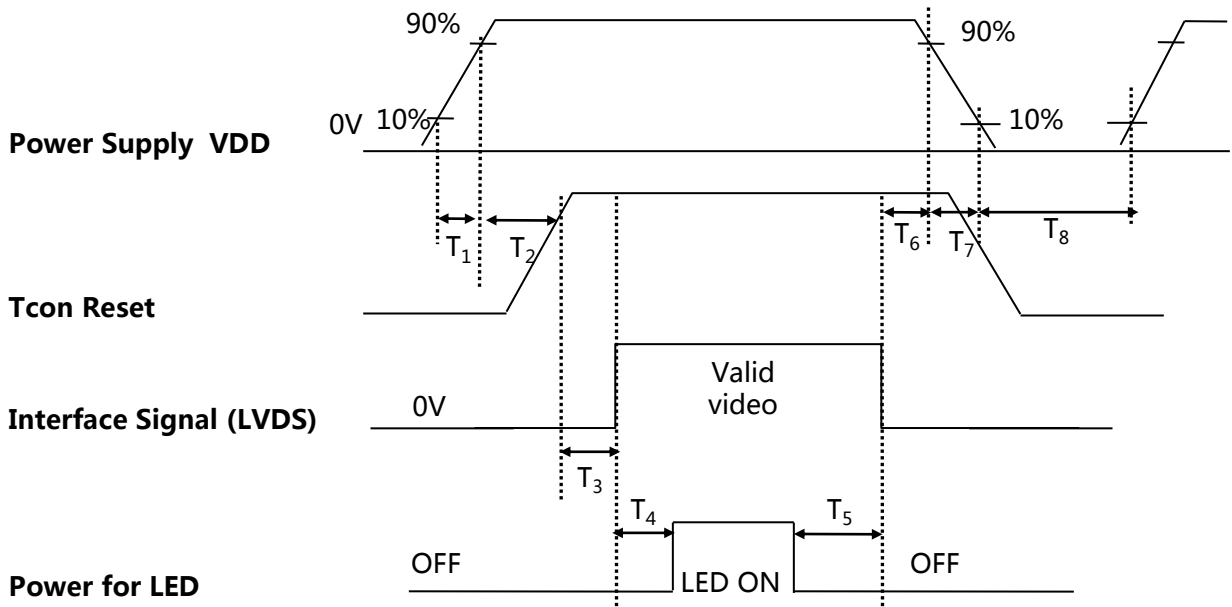 90%
90%
0V 10%
10%
Power Supply VDD
T1
T2
T6
T7
T8
Tcon Reset
Valid
video
0V
Interface Signal (LVDS)
T3
T4
T5
OFF
LED ON
OFF
Power for LED